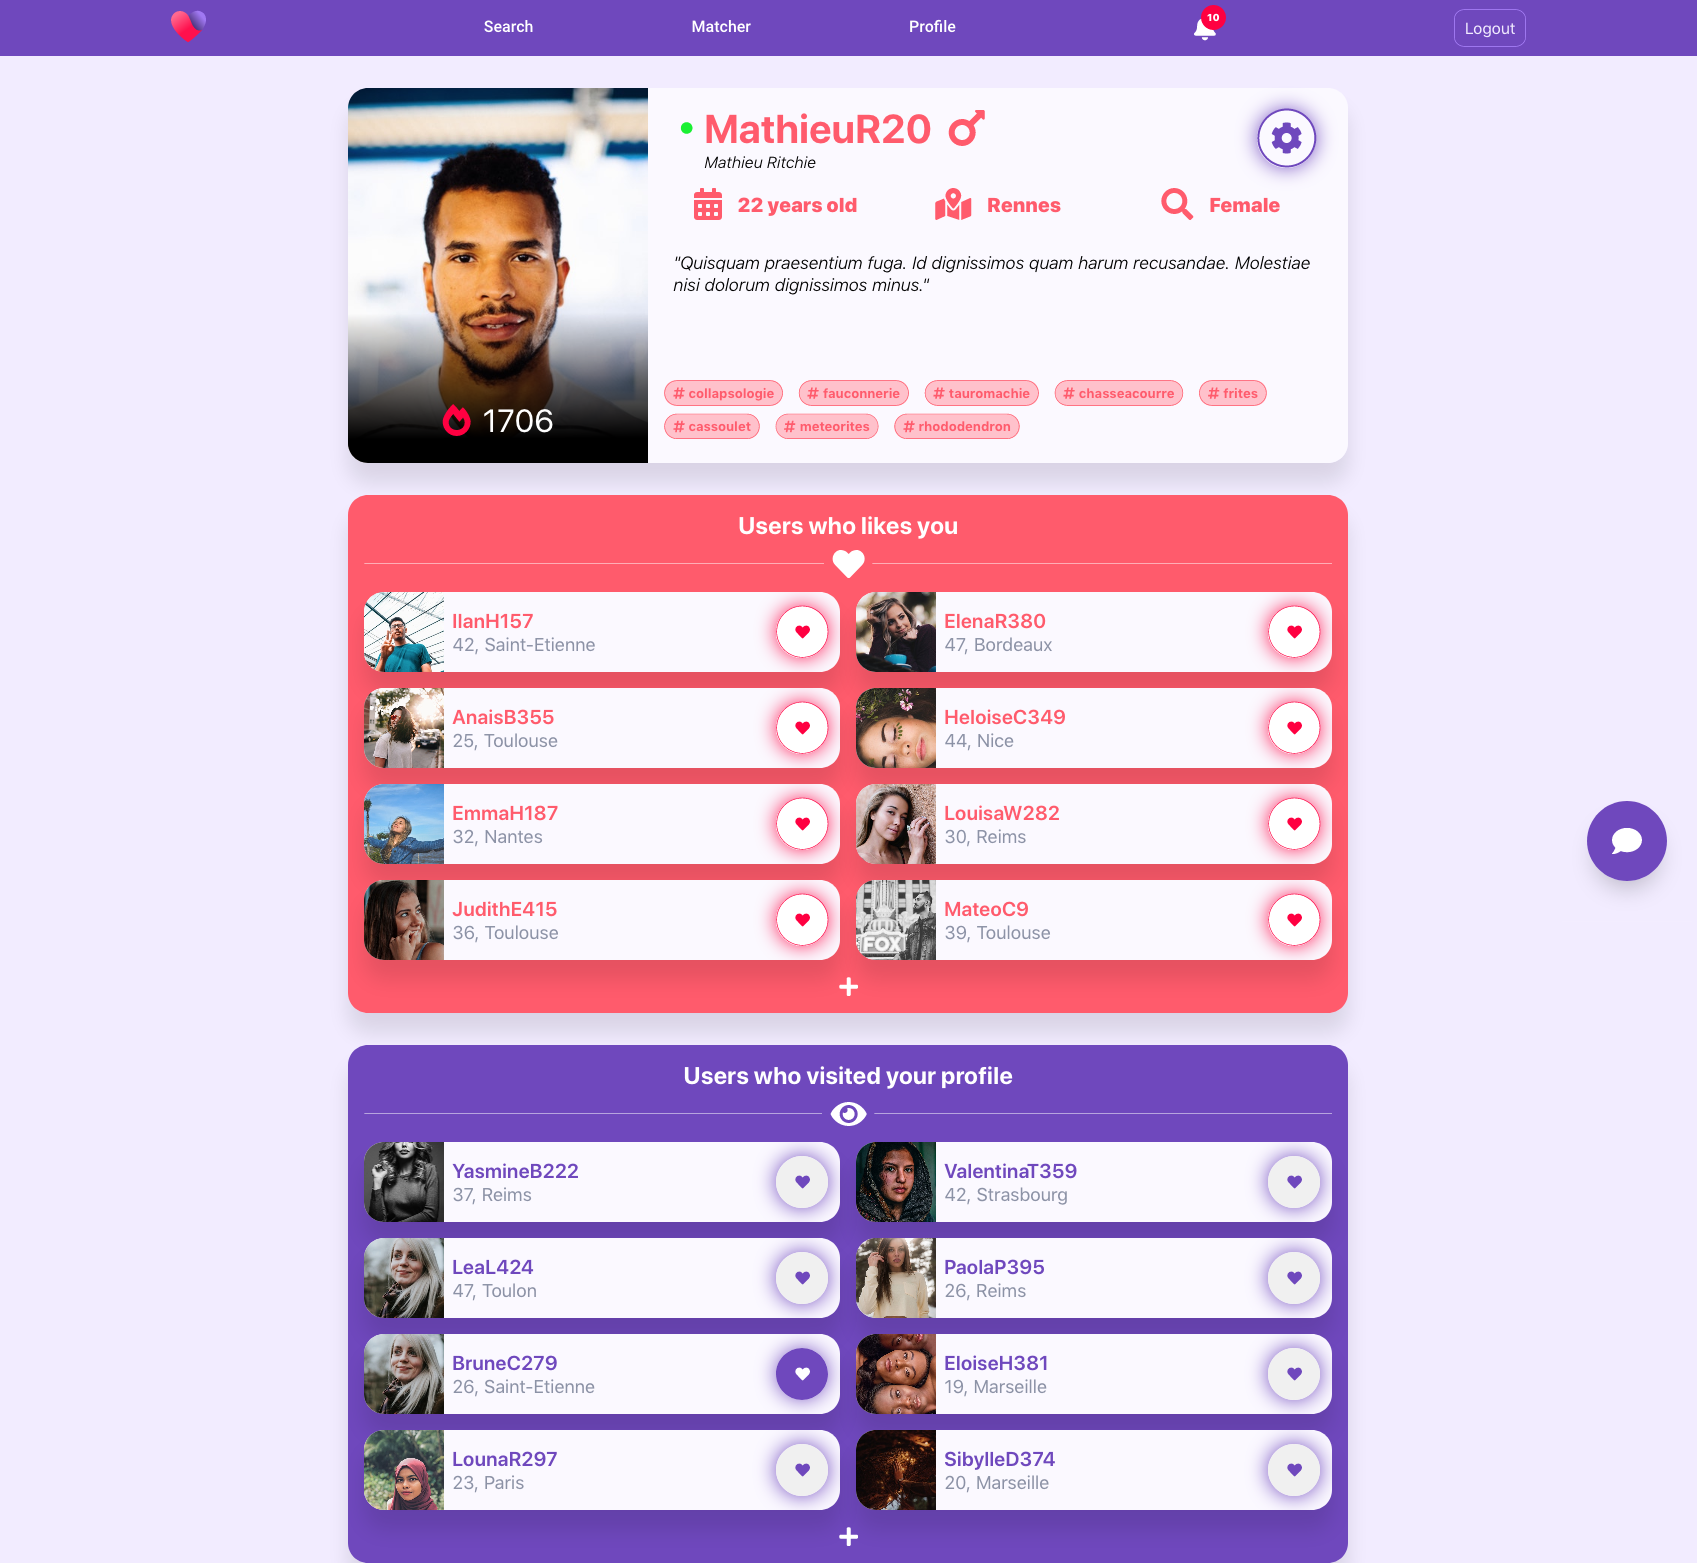 Search
Matcher
Profile
10
Logout
MathieuR20
Mathieu Ritchie
22 years old
Rennes
Female
"Quisquam praesentium fuga. Id dignissimos quam harum recusandae. Molestiae
nisi dolorum dignissimos minus."
1706
# collapsologie
# fauconnerie
# tauromachie
# chasseacourre
# frites
# cassoulet
# meteorites
# rhododendron
Users who likes you
IlanH157
42, Saint-Etienne
ElenaR380
47, Bordeaux
AnaisB355
25, Toulouse
HeloiseC349
44, Nice
EmmaH187
32, Nantes
LouisaW282
30, Reims
JudithE415
36, Toulouse
FOX
MateoC9
39, Toulouse
+
Users who visited your profile
YasmineB222
37, Reims
ValentinaT359
42, Strasbourg
LeaL424
47, Toulon
PaolaP395
26, Reims
BruneC279
26, Saint-Etienne
EloiseH381
19, Marseille
LounaR297
23, Paris
SibylleD374
20, Marseille
+